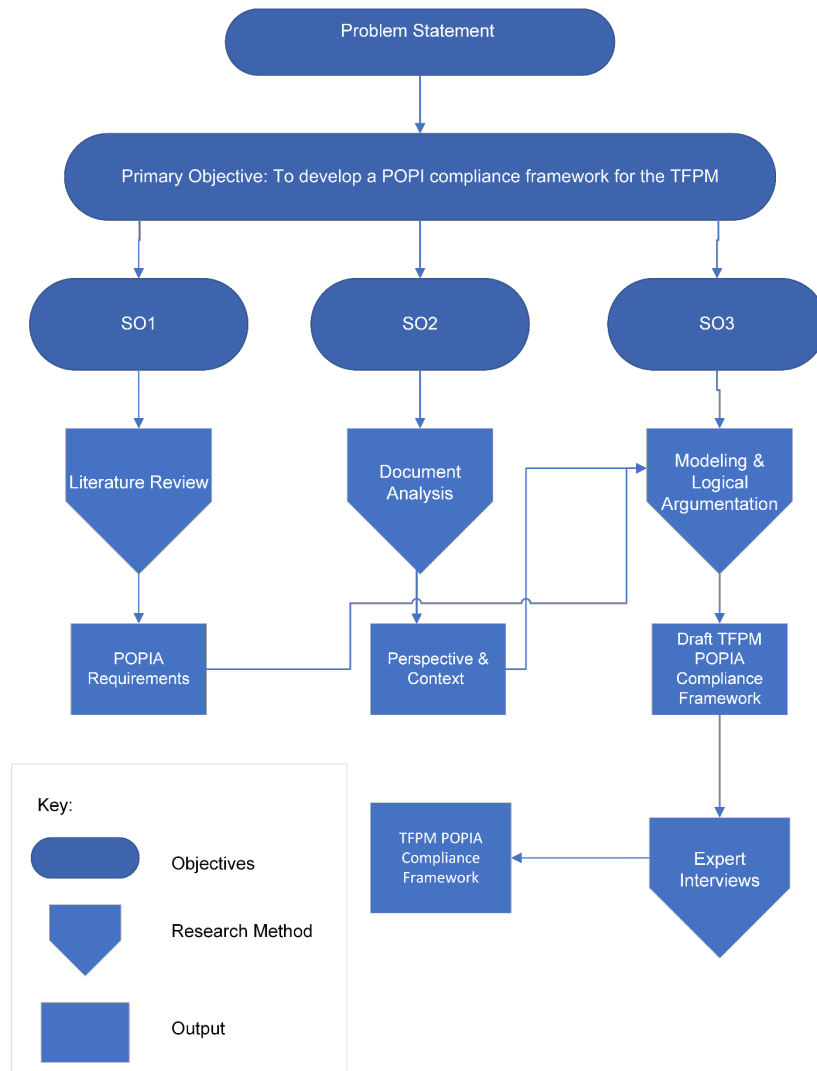 Problem Statement
Primary Objective: To develop a POPI compliance framework for the TFPM
SO1
SO2
SO3
Literature Review
Document
Analysis
Modeling &
Logical
Argumentation
POPIA
Requirements
Perspective &
Context
Draft TFPM
POPIA
Compliance
Framework
Key:
Objectives
Research Method
Output
TFPM POPIA
Compliance
Framework
Expert
Interviews